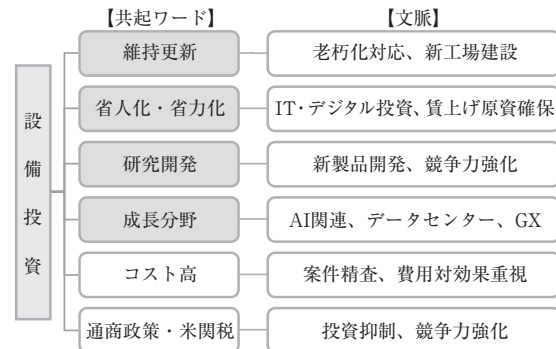 【共起ワード】 【文脈】
設備投資
維持更新 老朽化対応、新工場建設
省人化・省力化 IT・デジタル投資、賃上げ原資確保
研究開発 新製品開発、競争力強化
成長分野 AI関連、データセンター、GX
コスト高 案件精査、費用対効果重視
通商政策・米関税 投資抑制、競争力強化